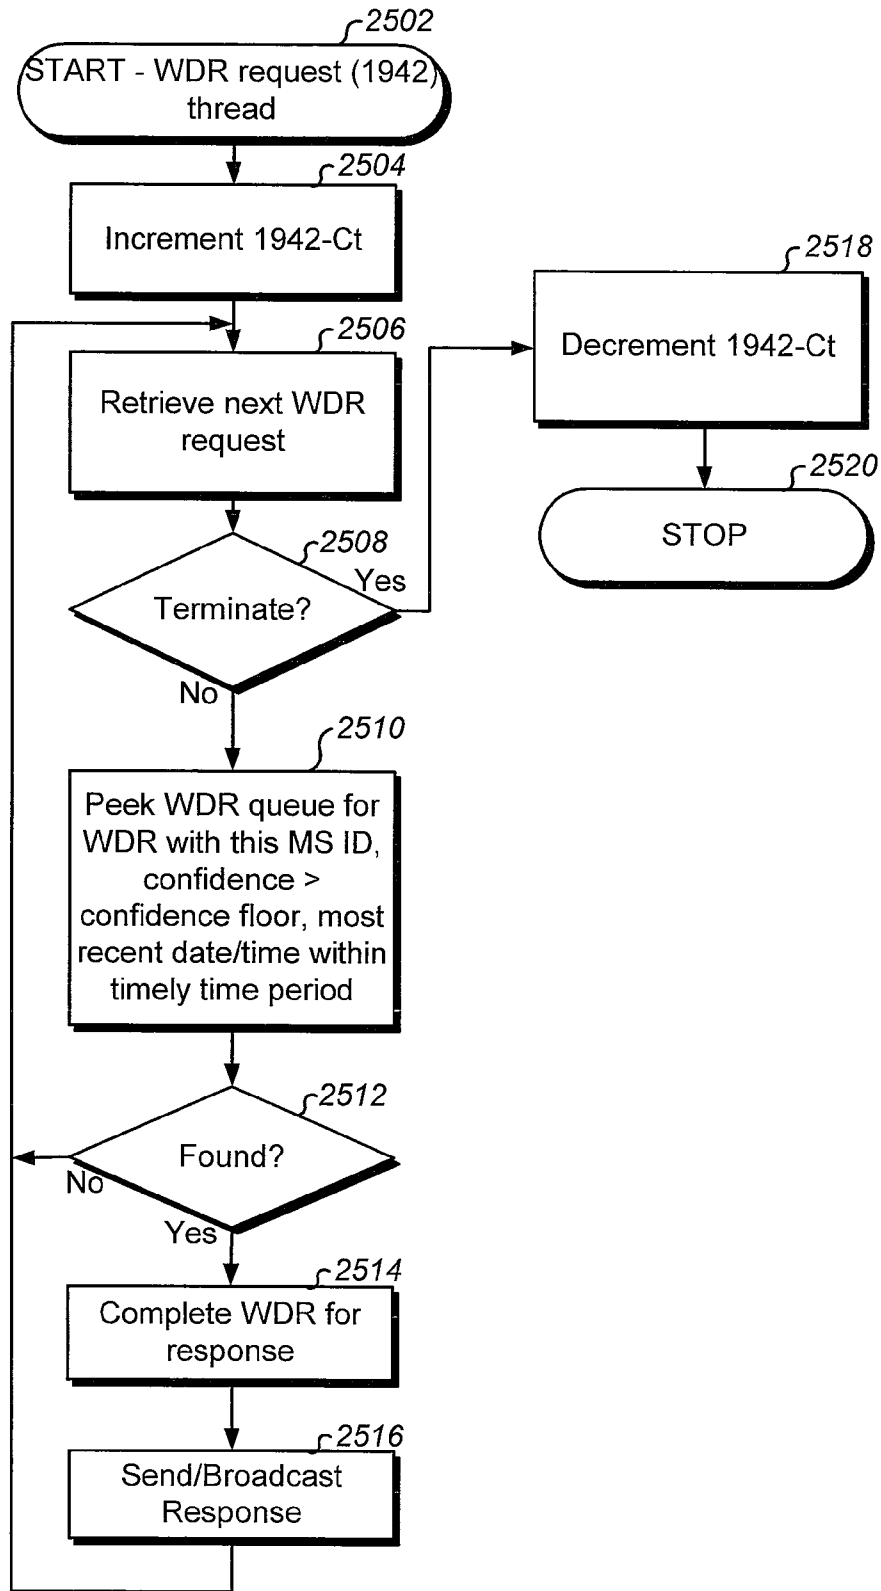 2502
START - WDR request (1942)
thread
2504
Increment 1942-Ct
2506
Retrieve next WDR
request
2508
Terminate?
Yes
No
2518
Decrement 1942-Ct
2520
STOP
2510
Peek WDR queue for
WDR with this MS ID,
confidence >
confidence floor, most
recent date/time within
timely time period
2512
Found?
No
Yes
2514
Complete WDR for
response
2516
Send/Broadcast
Response